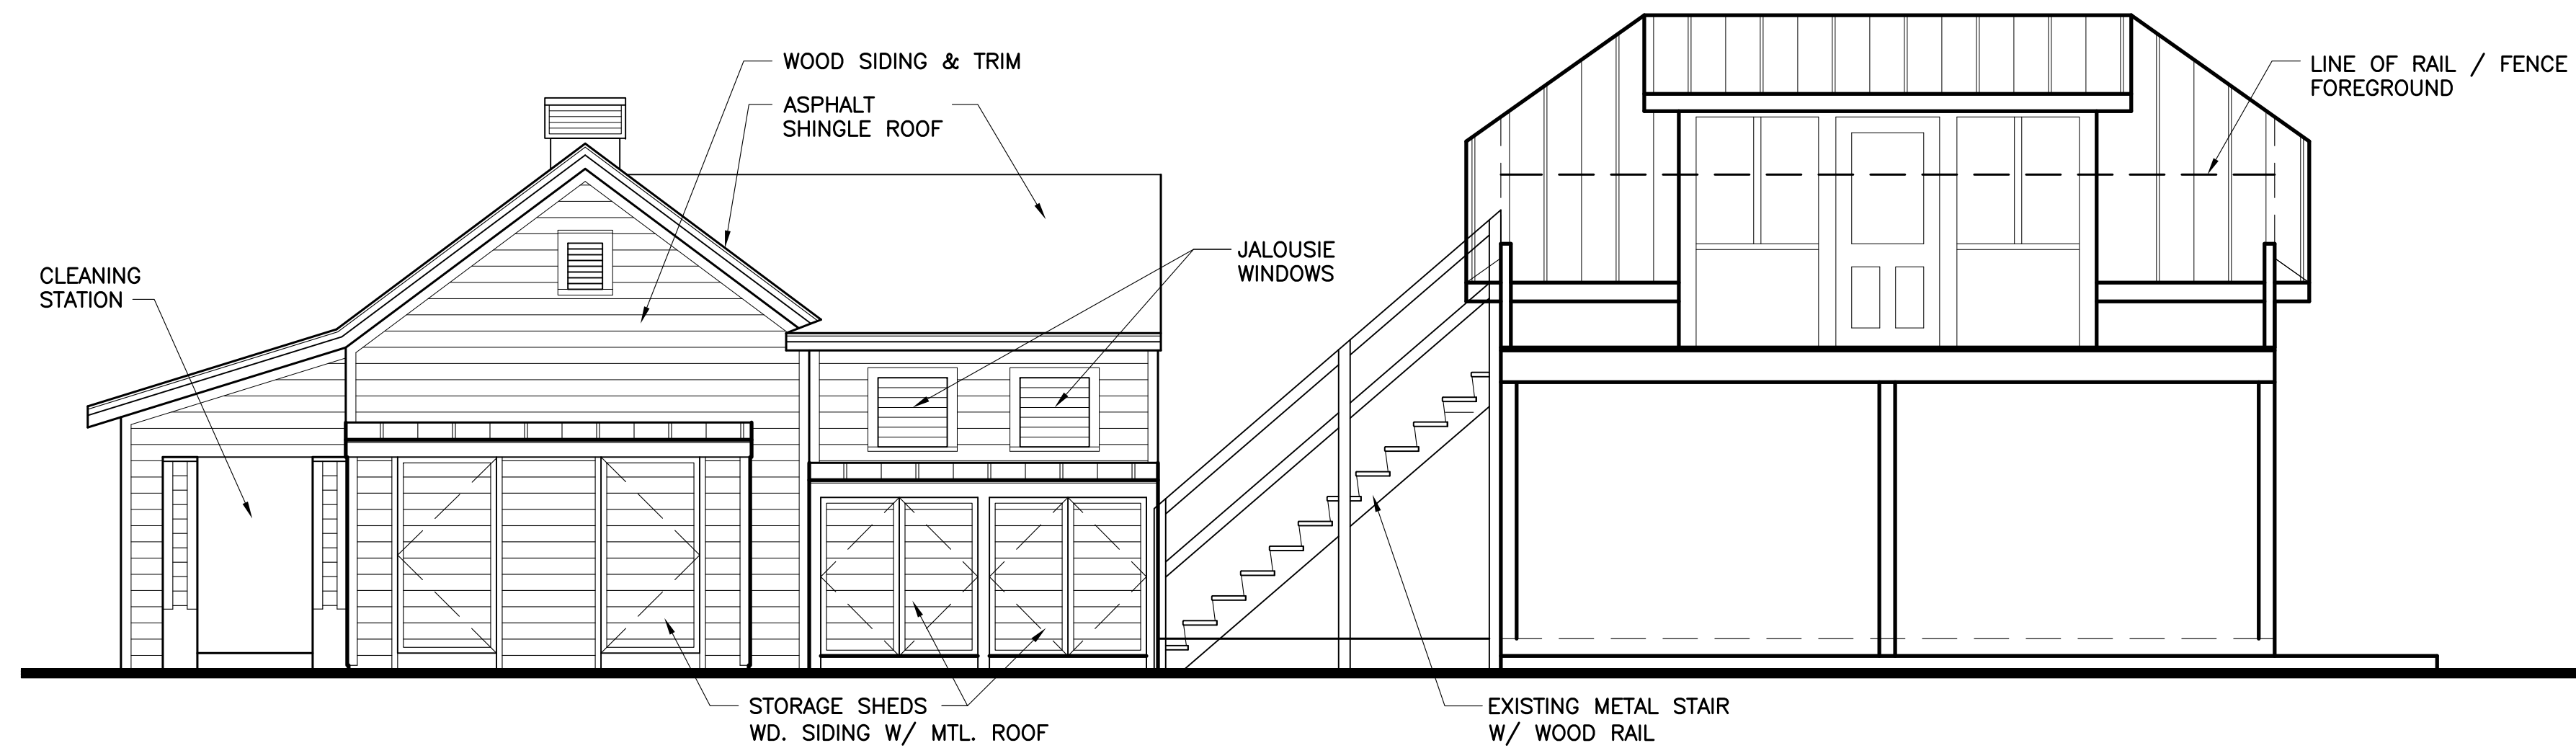 WOOD SIDING & TRIM
ASPHALT
SHINGLE ROOF
LINE OF RAIL / FENCE
FOREGROUND
CLEANING
STATION
JALOUSIE
WINDOWS
STORAGE SHEDS
WD. SIDING W/ MTL. ROOF
EXISTING METAL STAIR
W/ WOOD RAIL